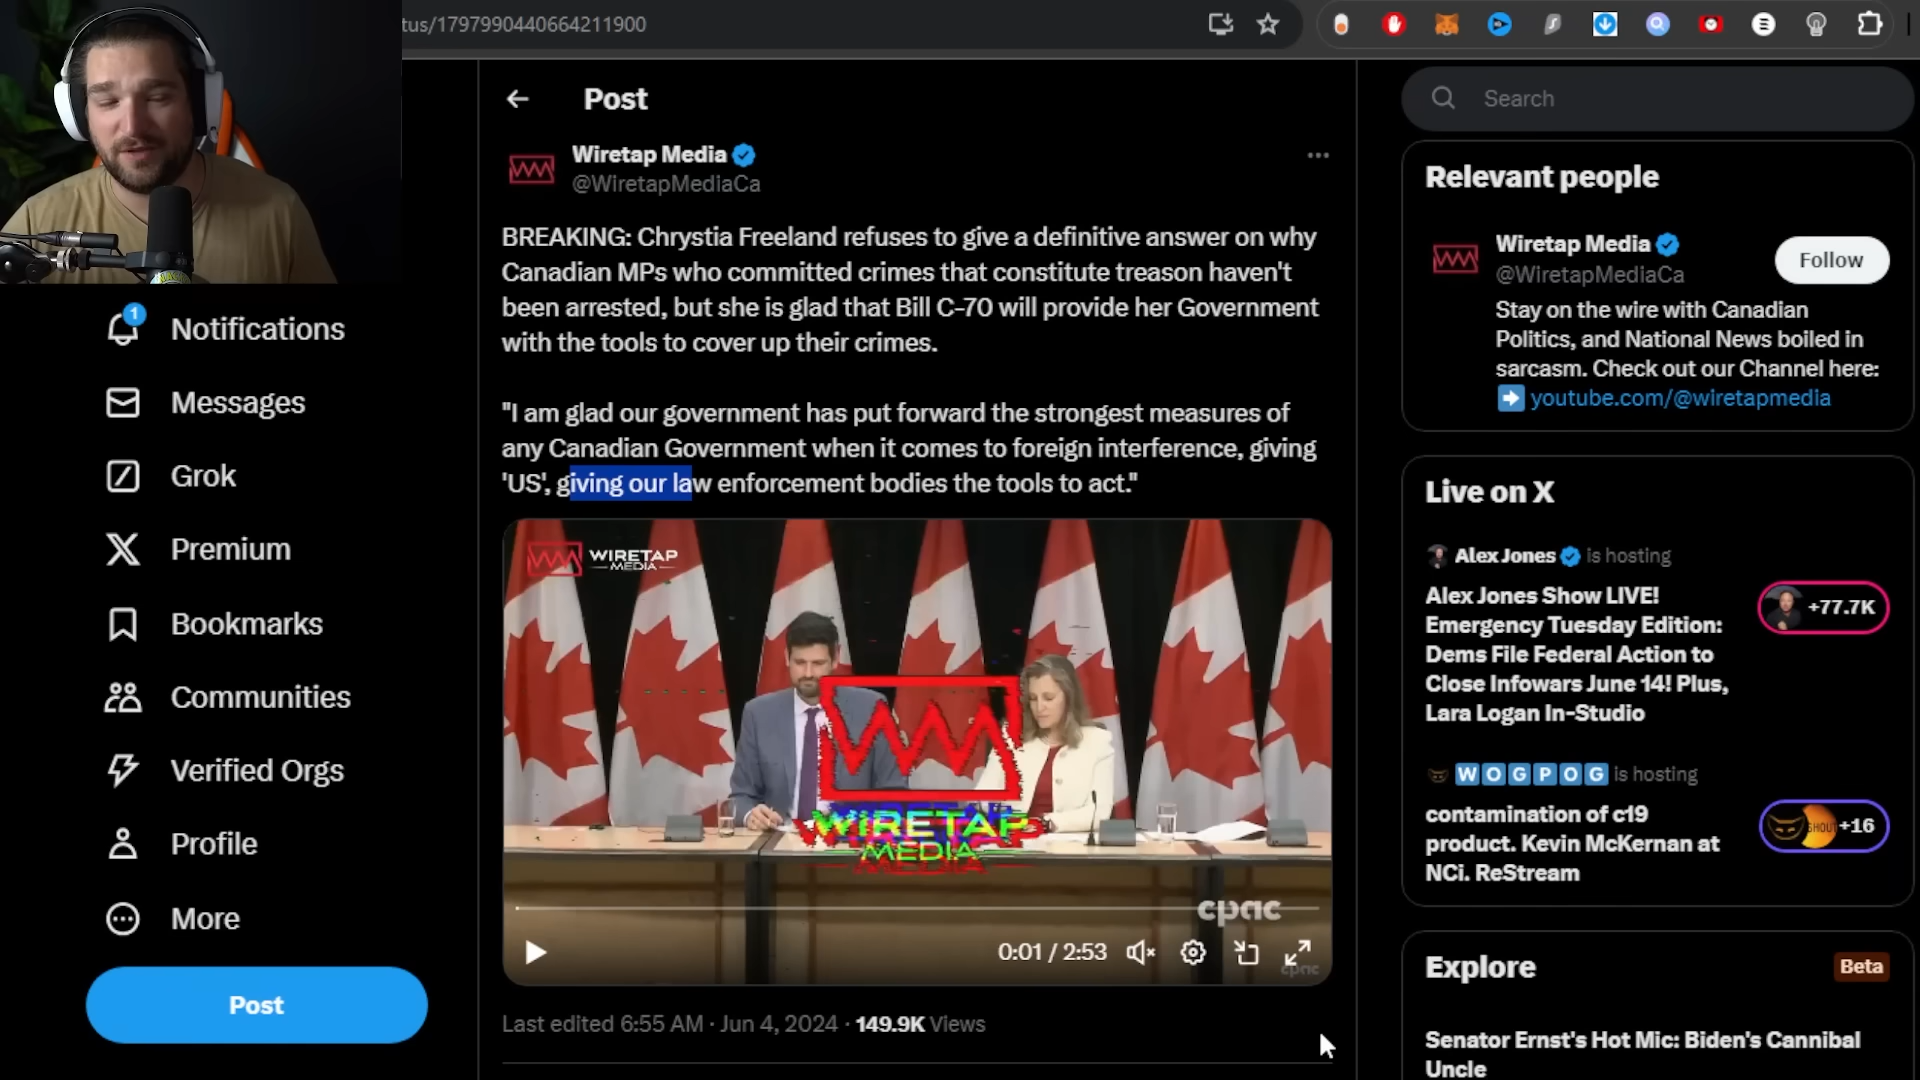 tus/1797990440664211900
Post
Search
Wiretap Media
@WiretapMediaCa
BREAKING: Chrystia Freeland refuses to give a definitive answer on why
Canadian MPs who committed crimes that constitute treason haven't
been arrested, but she is glad that Bill C-70 will provide her Government
with the tools to cover up their crimes.
"I am glad our government has put forward the strongest measures of
any Canadian Government when it comes to foreign interference, giving
'US', giving our law enforcement bodies the tools to act."
WIRETAP
MEDIA
WIRETAP
MEDIA
cpac
0:01 / 2:53
cpac
Last edited 6:55 AM · Jun 4, 2024 · 149.9K Views
1
Notifications
Messages
Grok
Premium
Bookmarks
Communities
Verified Orgs
Profile
More
Post
Relevant people
Wiretap Media
@WiretapMediaCa
Follow
Stay on the wire with Canadian
Politics, and National News boiled in
sarcasm. Check out our Channel here:
➡ youtube.com/@wiretapmedia
Live on X
Alex Jones is hosting
Alex Jones Show LIVE!
Emergency Tuesday Edition:
Dems File Federal Action to
Close Infowars June 14! Plus,
Lara Logan In-Studio
+77.7K
WOGPOG is hosting
contamination of c19
product. Kevin McKernan at
NCi. ReStream
SHOU
+16
Explore
Beta
Senator Ernst's Hot Mic: Biden's Cannibal
Uncle